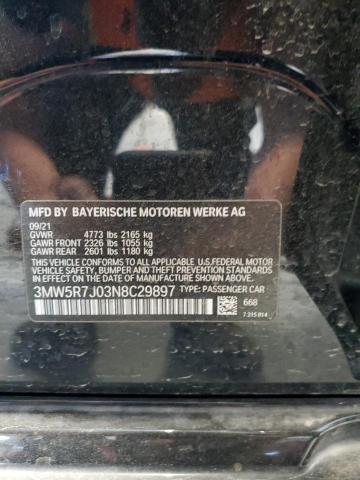 MFD BY BAYERISCHE MOTOREN WERKE AG
09/21
GVWR 4773 lbs 2165 kg
GAWR FRONT 2326 lbs 1055 kg
GAWR REAR 2601 lbs 1180 kg
THIS VEHICLE CONFORMS TO ALL APPLICABLE U.S.FEDERAL MOTOR
VEHICLE SAFETY, BUMPER AND THEFT PREVENTION STANDARDS IN
EFFECT ON THE DATE OF MANUFACTURE SHOWN ABOVE.
3MW5R7J03N8C29897 TYPE: PASSENGER CAR
668
7 315 814